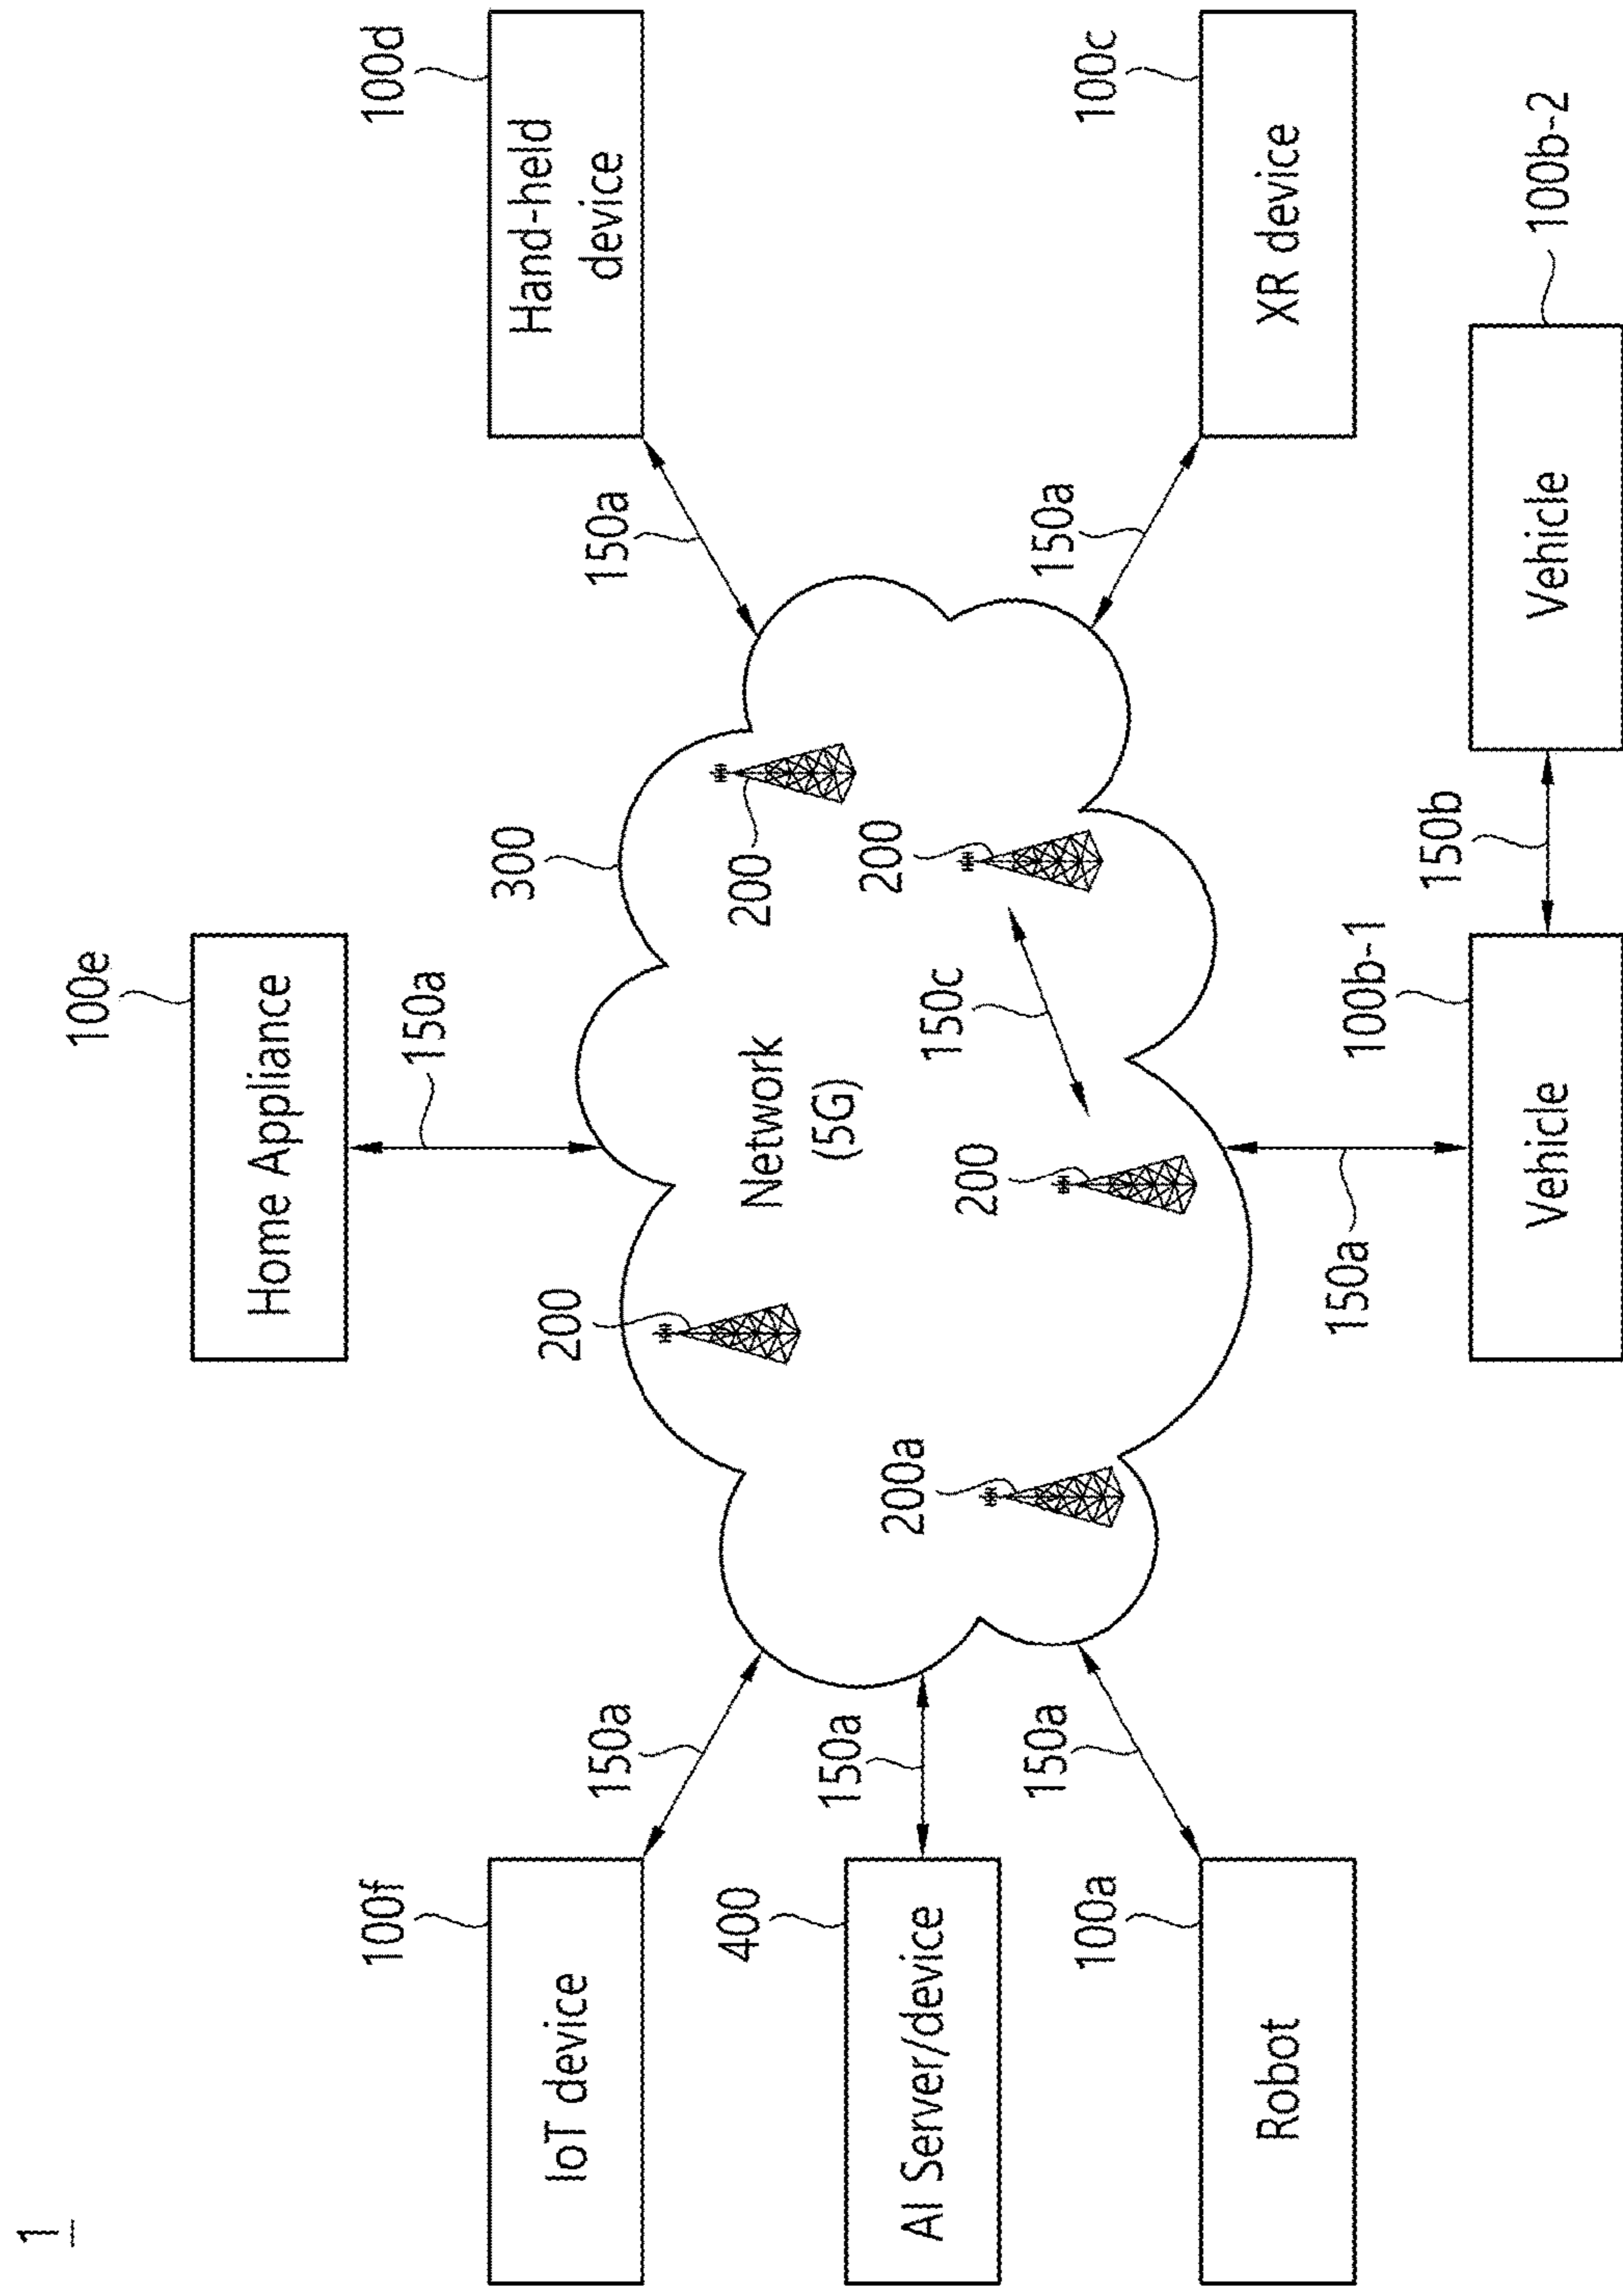 1
100e
Home Appliance
150a
100f
IoT device
150a
200
300
150a
100d
Hand-held
device
400
AI Server/device
150a
Network
(5G)
200
200a
200
200
150c
100a
Robot
150a
150a
100c
XR device
150a
100b-1
Vehicle
150b
100b-2
Vehicle